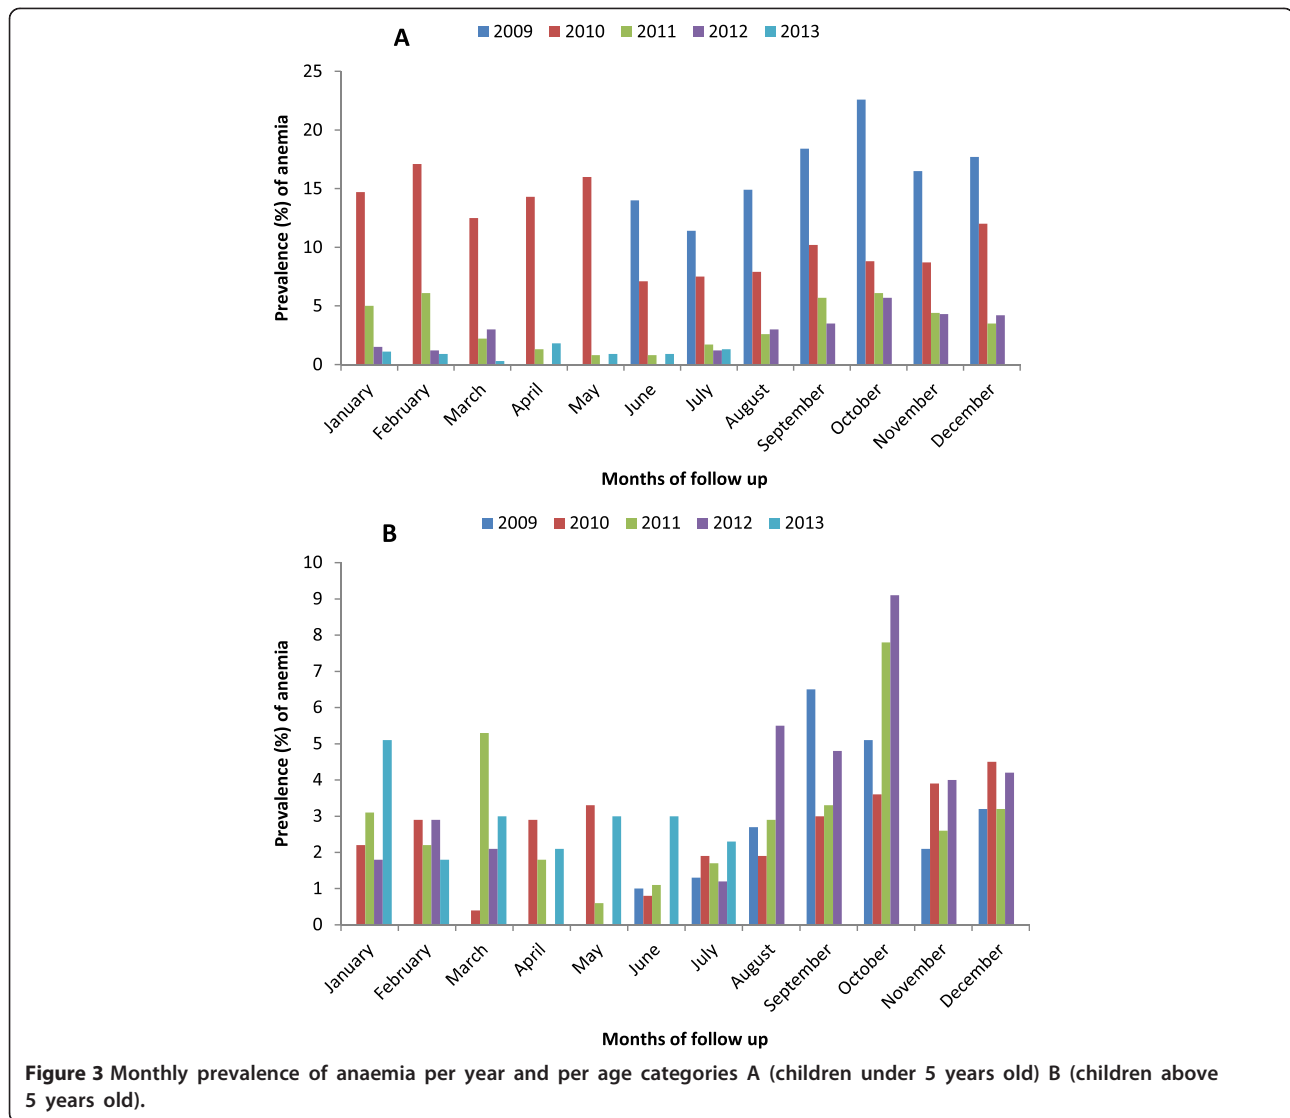 A
2009 2010 2011 2012 2013
25
20
15
10
5
0
Prevalence (%) of anemia
January
February
March
April
May
June
July
August
September
October
November
December
Months of follow up
B
2009 2010 2011 2012 2013
10
9
8
7
6
5
4
3
2
1
0
Prevalence (%) of anemia
January
February
March
April
May
June
July
August
September
October
November
December
Months of follow up
Figure 3 Monthly prevalence of anaemia per year and per age categories A (children under 5 years old) B (children above
5 years old).